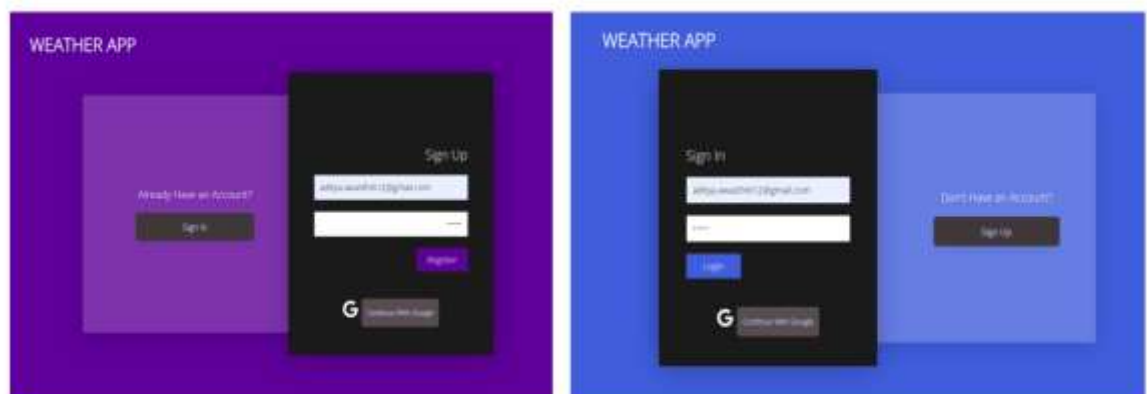 WEATHER APP
Sign Up
Already Have an Account?
Sign In
Register
G
Continue With Google
WEATHER APP
Sign In
Don't Have an Account?
Sign Up
Login
G
Continue With Google